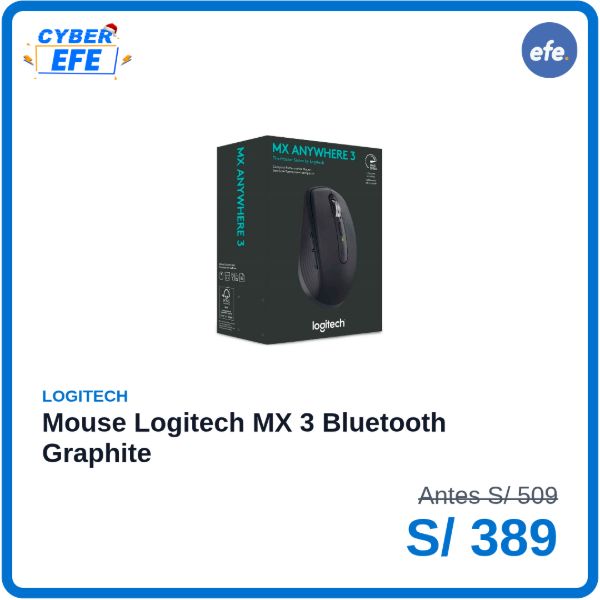 CYBER
EFE
efe.
MX ANYWHERE 3
MX ANYWHERE 3
logitech
LOGITECH
Mouse Logitech MX 3 Bluetooth
Graphite
Antes S/ 509
S/ 389